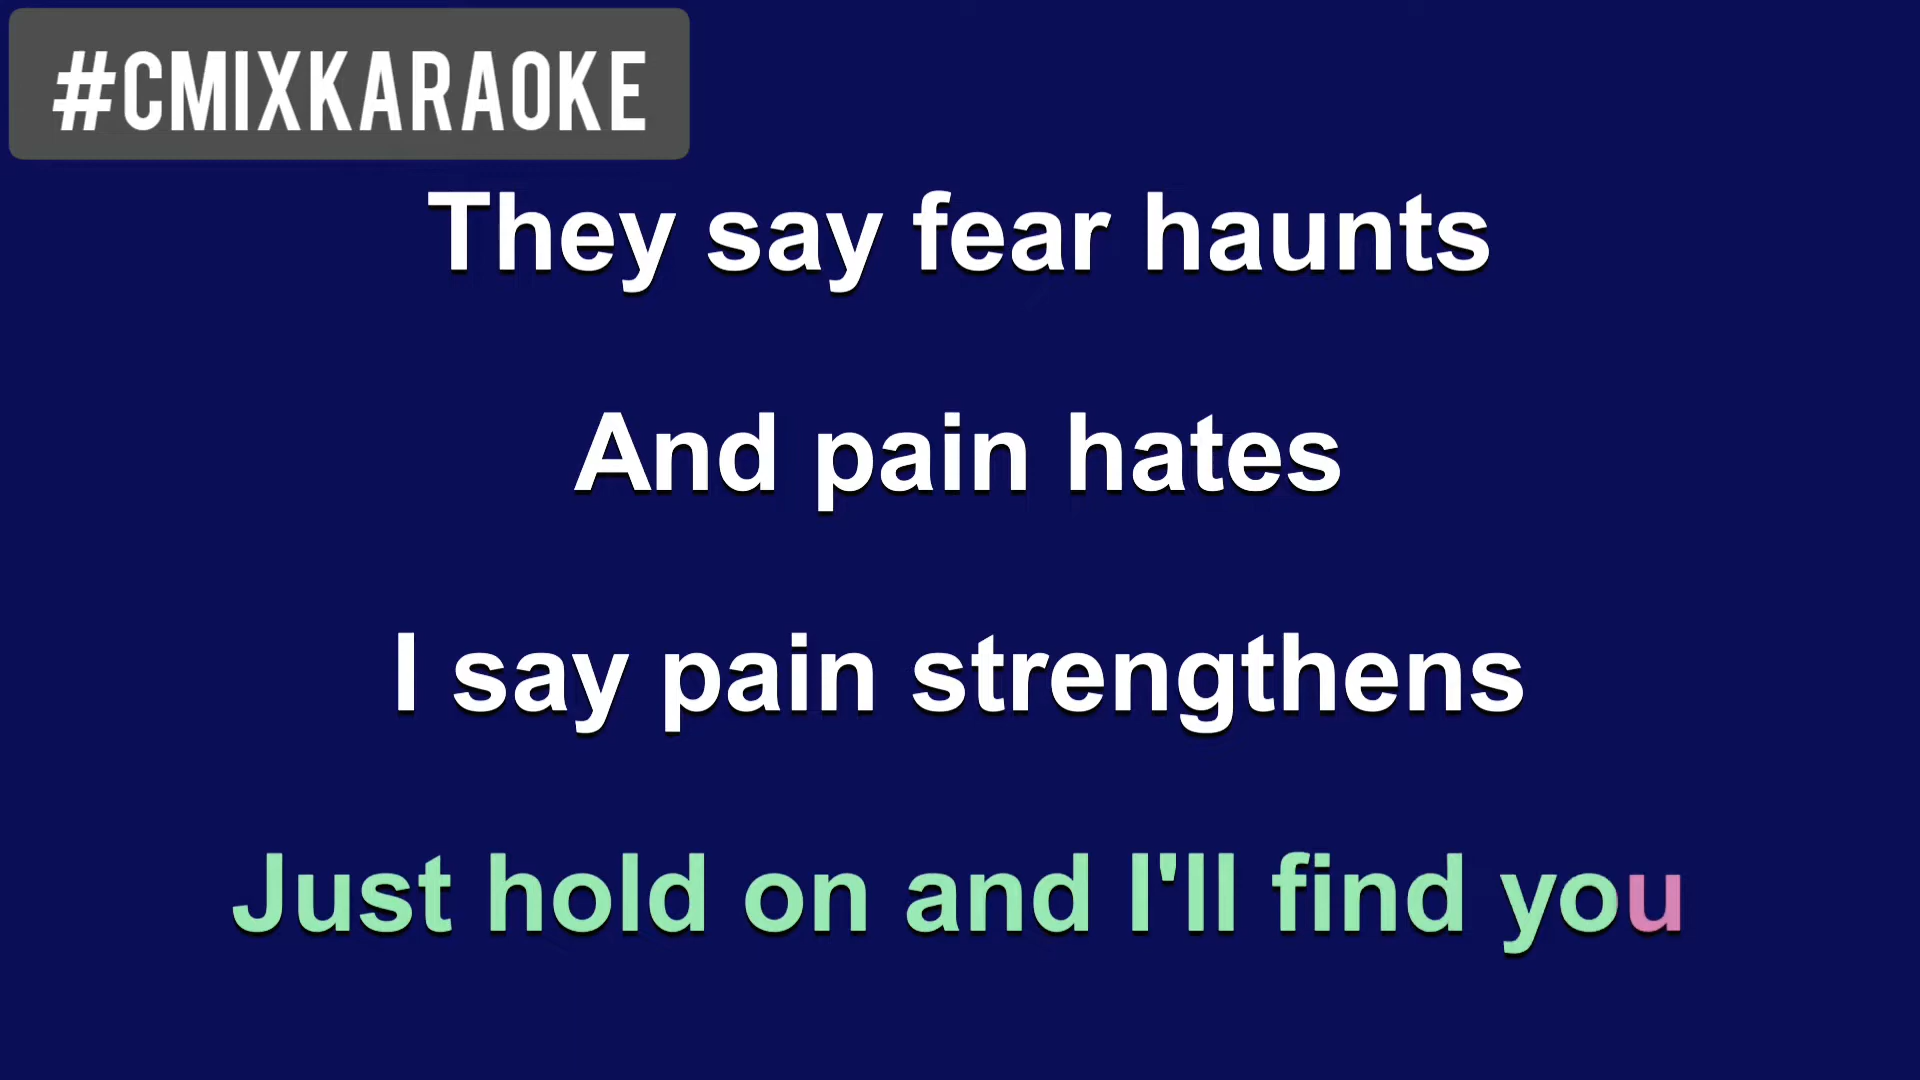 #CMIXKARAOKE
They say fear haunts
And pain hates
I say pain strengthens
Just hold on and I'll find you